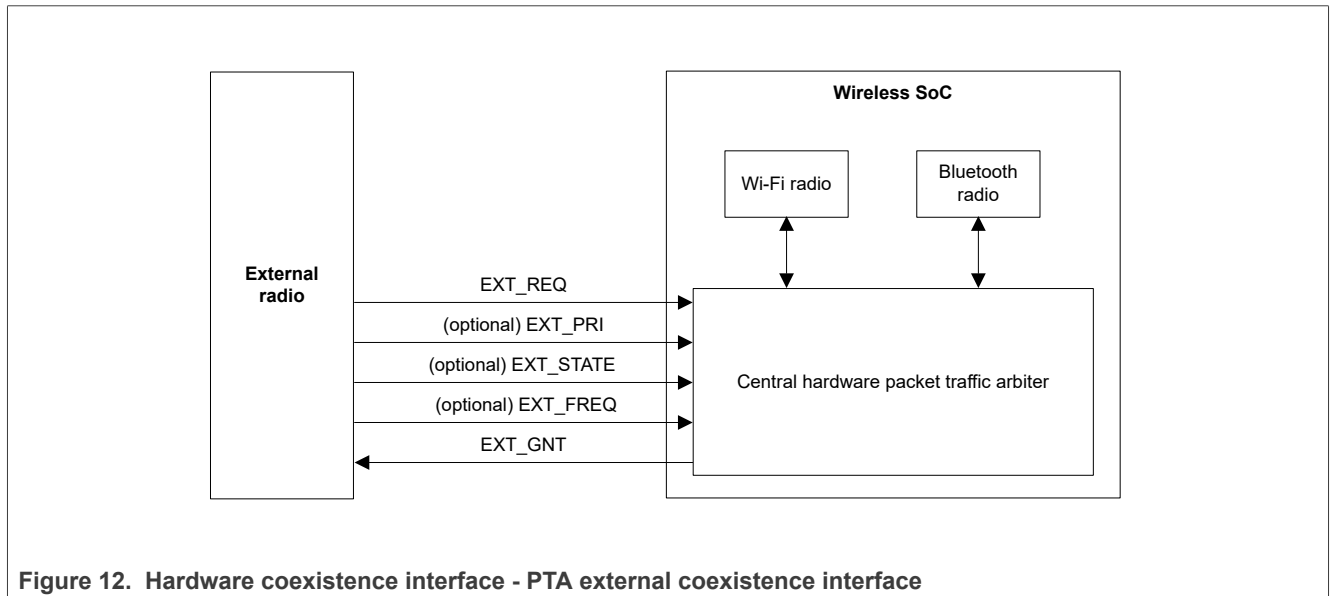 Wireless SoC
Wi-Fi radio
Bluetooth
radio
External
radio
EXT_REQ
(optional) EXT_PRI
(optional) EXT_STATE
(optional) EXT_FREQ
EXT_GNT
Central hardware packet traffic arbiter
Figure 12. Hardware coexistence interface - PTA external coexistence interface